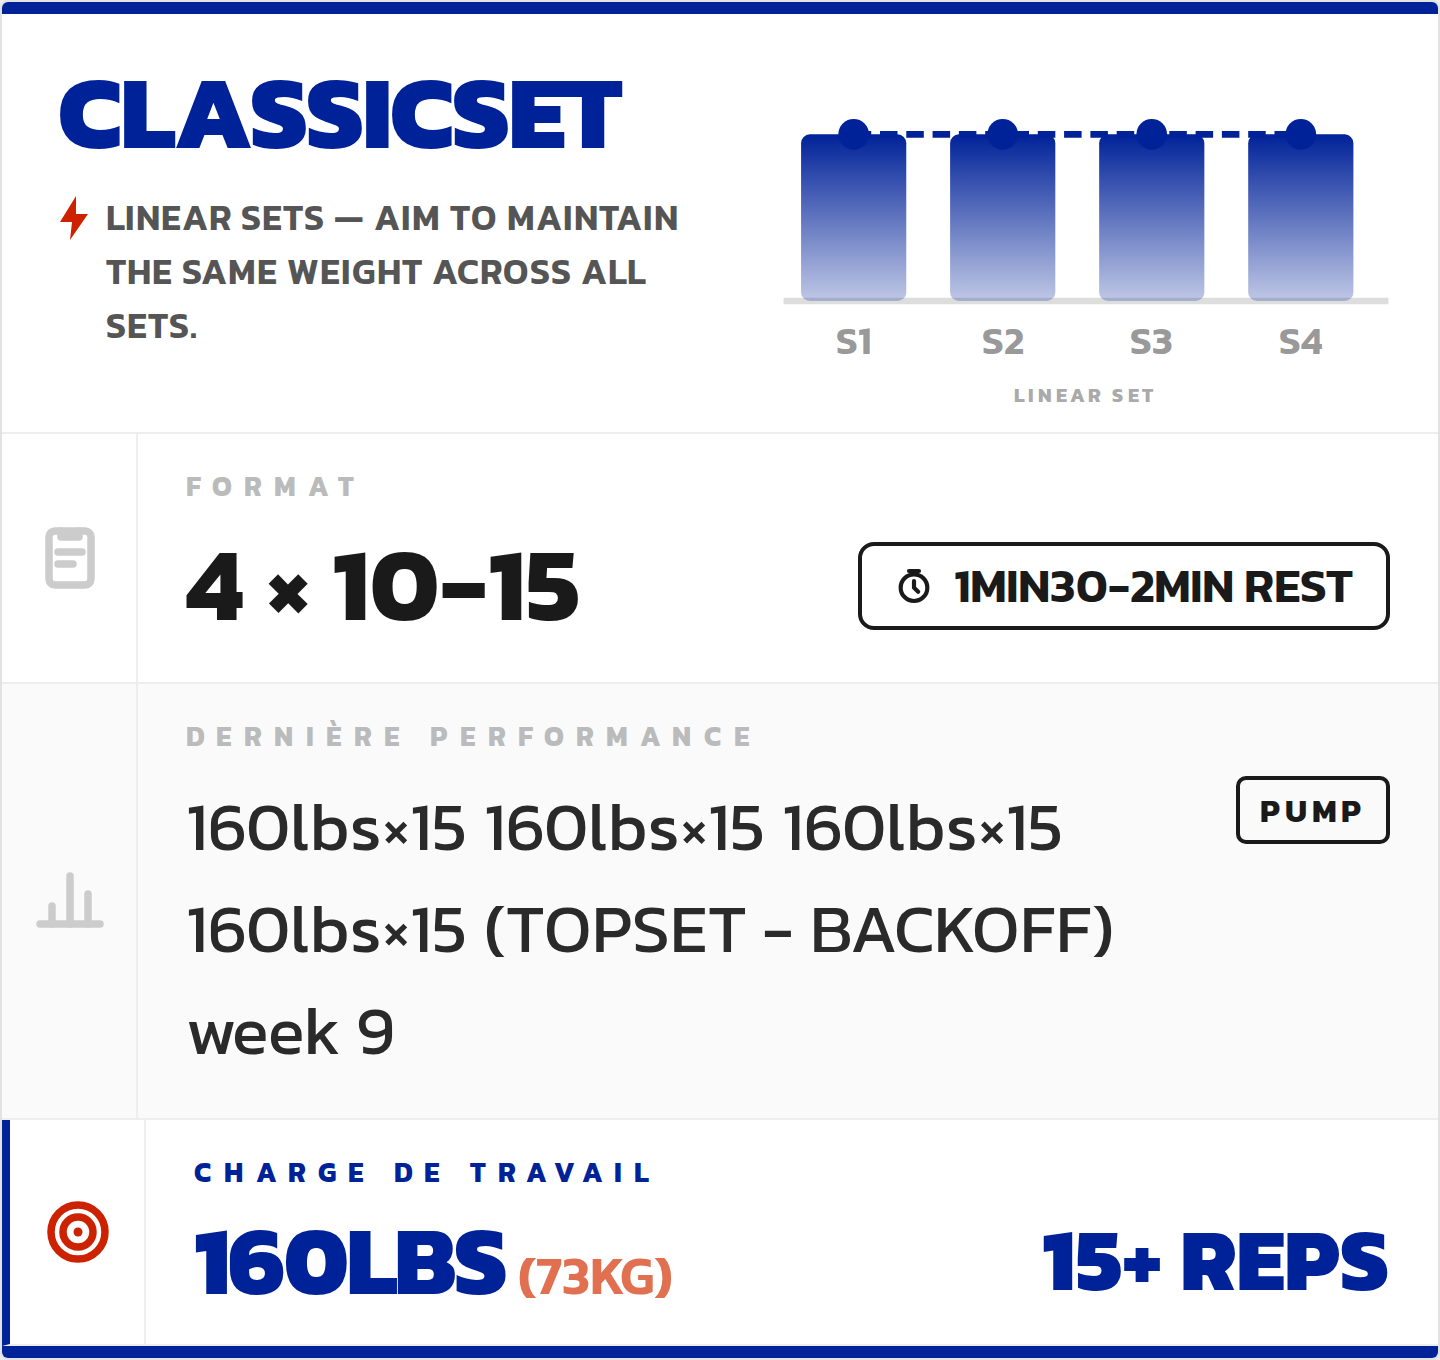 CLASSICSET
LINEAR SETS — AIM TO MAINTAIN
THE SAME WEIGHT ACROSS ALL
SETS.
S1 S2 S3 S4
LINEAR SET
FORMAT
4 × 10–15
1MIN30–2MIN REST
DERNIÈRE PERFORMANCE
160lbs×15 160lbs×15 160lbs×15
PUMP
160lbs×15 (TOPSET – BACKOFF)
week 9
CHARGE DE TRAVAIL
160LBS (73KG)
15+ REPS